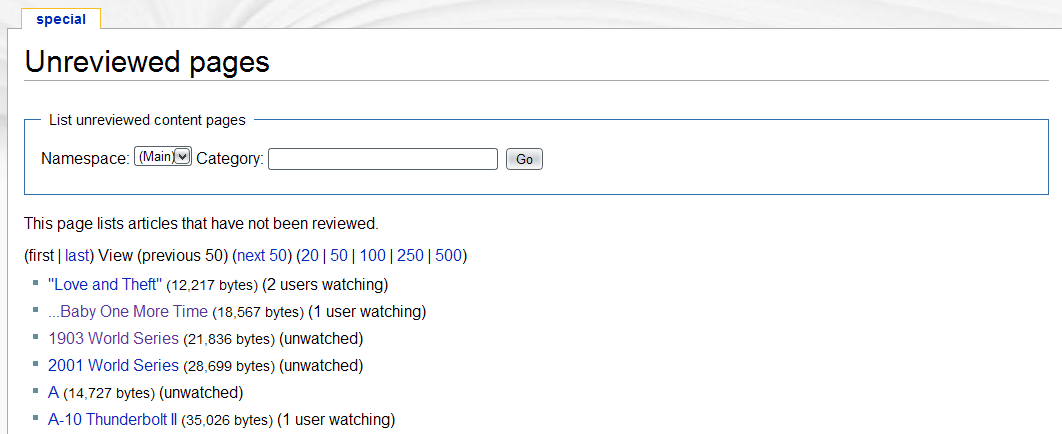 special
Unreviewed pages
List unreviewed content pages
Namespace: (Main) Category: Go
This page lists articles that have not been reviewed.
(first | last) View (previous 50) (next 50) (20 | 50 | 100 | 250 | 500)
"Love and Theft" (12,217 bytes) (2 users watching)
...Baby One More Time (18,567 bytes) (1 user watching)
1903 World Series (21,836 bytes) (unwatched)
2001 World Series (28,699 bytes) (unwatched)
A (14,727 bytes) (unwatched)
A-10 Thunderbolt II (35,026 bytes) (1 user watching)